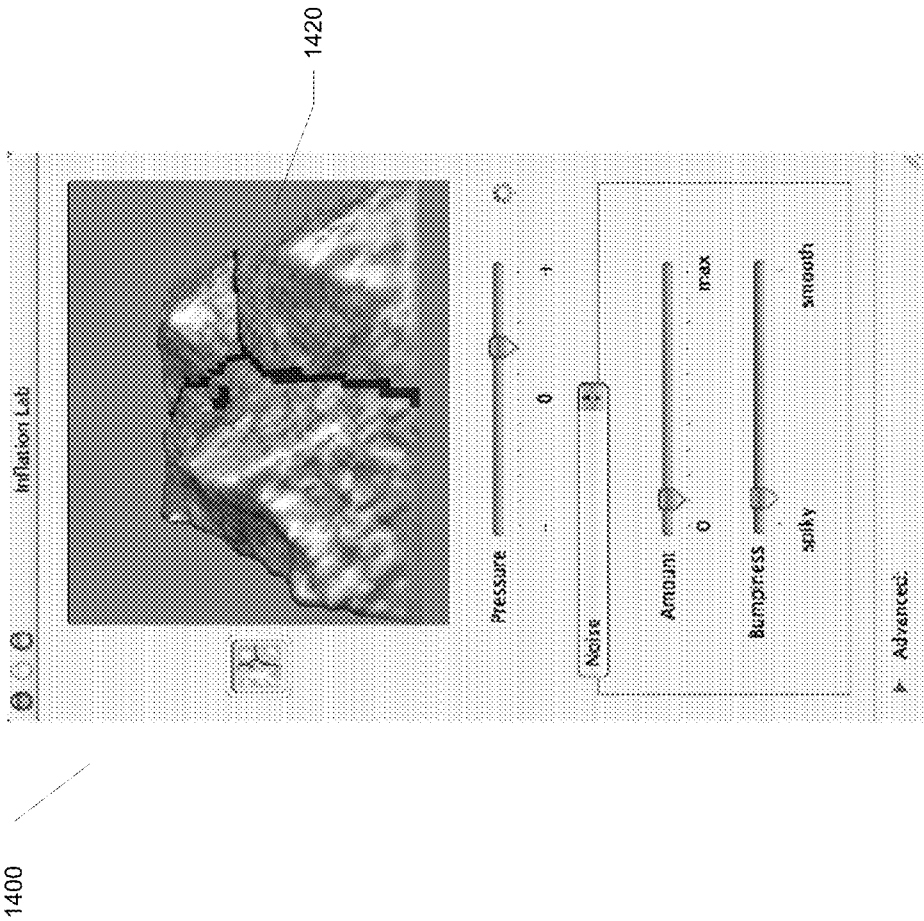 1400
Inflation Lab
1420
Pressure
- 0 +
Noise
Amount
0 max
Bumpiness
spiky smooth
Advanced: